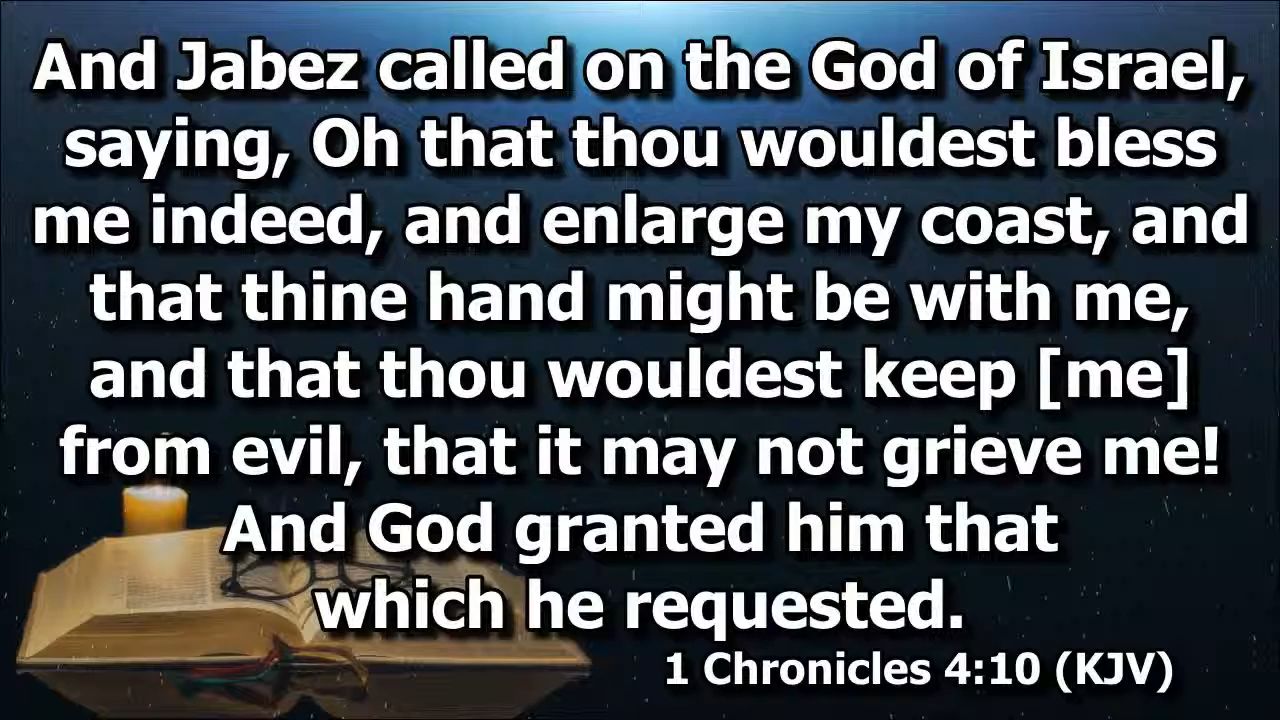 And Jabez called on the God of Israel,
saying, Oh that thou wouldest bless
me indeed, and enlarge my coast, and
that thine hand might be with me,
and that thou wouldest keep [me]
from evil, that it may not grieve me!
And God granted him that
which he requested.
1 Chronicles 4:10 (KJV)